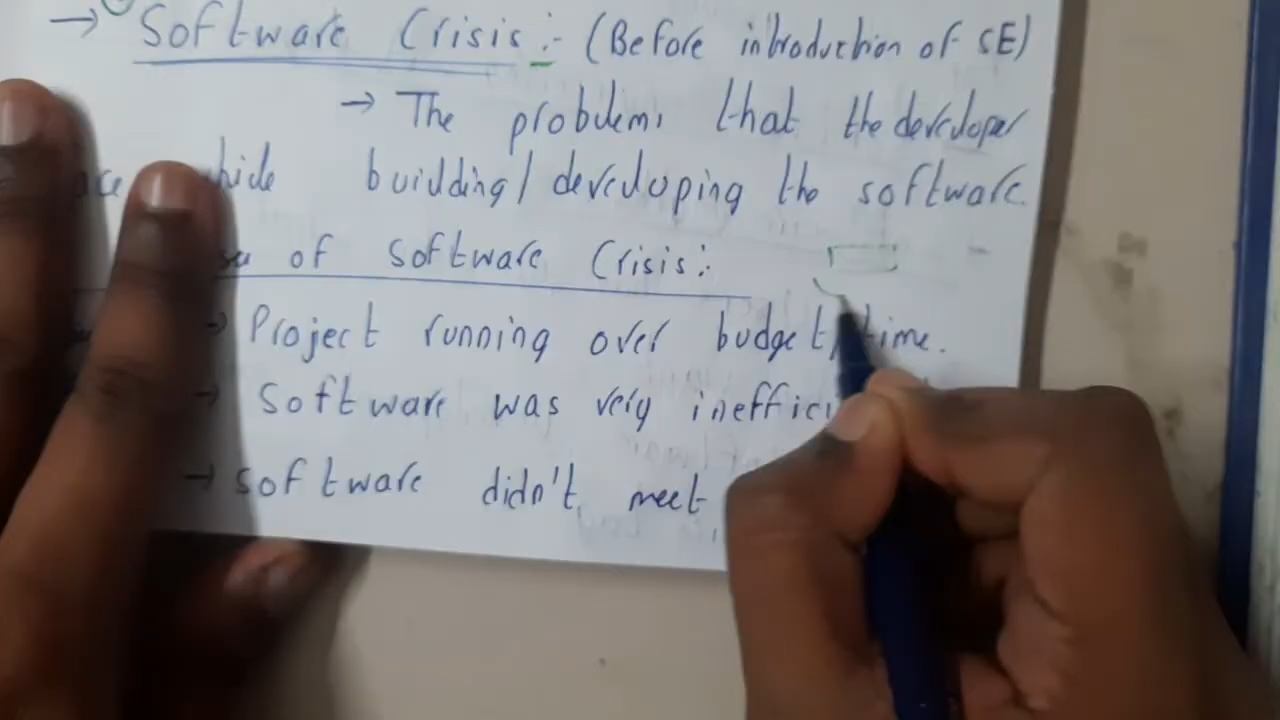 → Software Crisis :- (Before introduction of SE)
→ The problems that the developer
while building/developing the software.
of Software Crisis:
→ Project running over budget/time.
→ Software was very
→ Software didn't meet